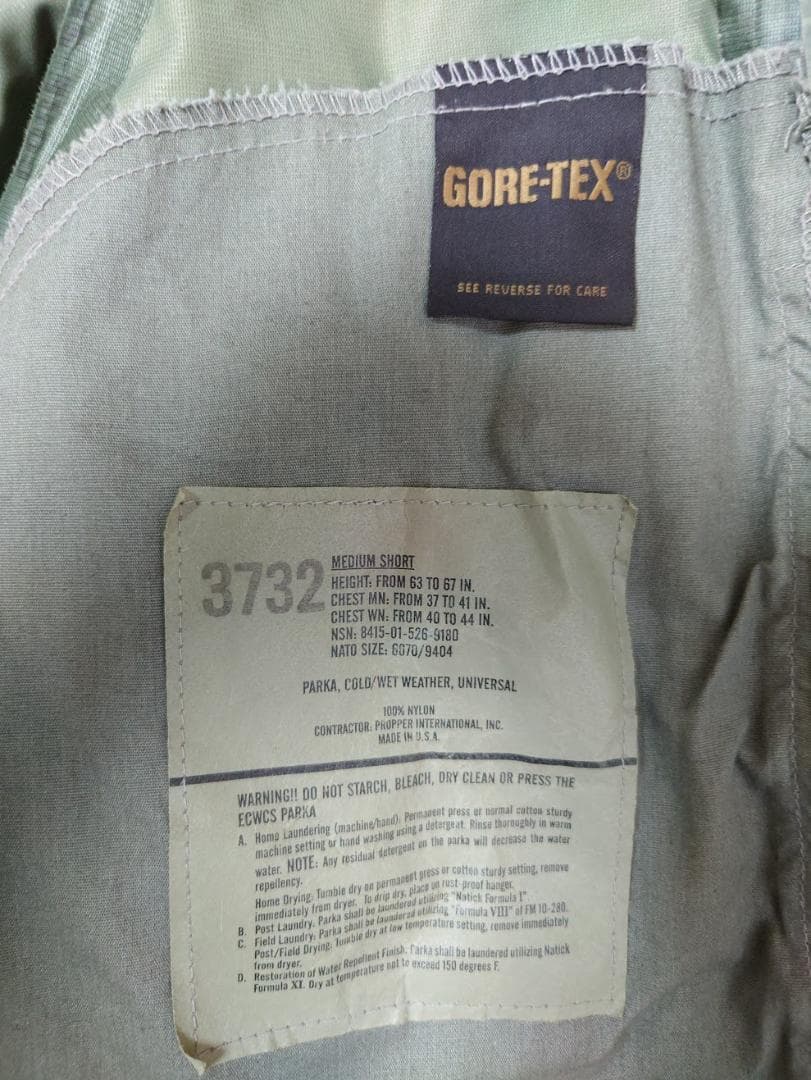 GORE-TEX®
SEE REVERSE FOR CARE
3732
MEDIUM SHORT
HEIGHT: FROM 63 TO 67 IN.
CHEST MN: FROM 37 TO 41 IN.
CHEST WN: FROM 40 TO 44 IN.
NSN: 8415-01-526-9180
NATO SIZE: 6070/9404
PARKA, COLD/WET WEATHER, UNIVERSAL
100% NYLON
CONTRACTOR: PROPPER INTERNATIONAL, INC.
MADE IN U.S.A.
WARNING!! DO NOT STARCH, BLEACH, DRY CLEAN OR PRESS THE
ECWCS PARKA
A. Home Laundering (machine/hand): Permanent press or normal cotton sturdy
machine setting or hand washing using a detergent. Rinse thoroughly in warm
water. NOTE: Any residual detergent on the parka will decrease the water
repellency.
Home Drying: Tumble dry on permanent press or cotton sturdy setting, remove
immediately from dryer. To drip dry, place on rust-proof hanger.
B. Post Laundry. Parka shall be laundered utilizing "Natick Formula I".
C. Field Laundry: Parka shall be laundered utilizing "Formula VIII" of FM 10-280.
Post/Field Drying: Tumble dry at low temperature setting, remove immediately
from dryer.
D. Restoration of Water Repellent Finish. Parka shall be laundered utilizing Natick
Formula XI. Dry at temperature not to exceed 150 degrees F.